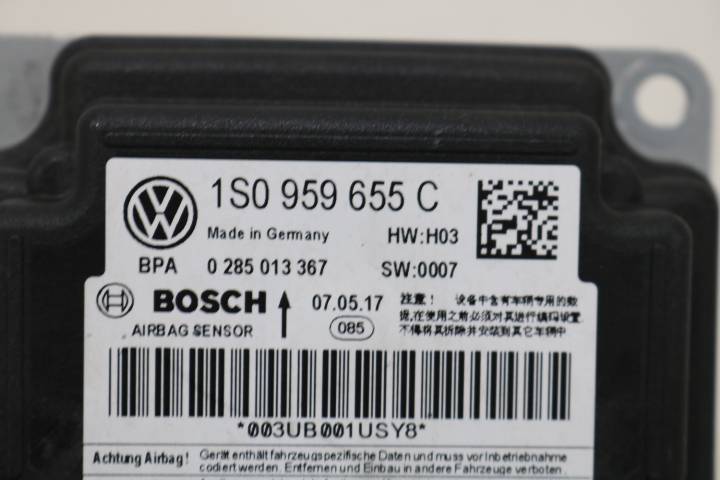 1S0 959 655 C
Made in Germany HW:H03
BPA 0 285 013 367 SW:0007
BOSCH 07.05.17
AIRBAG SENSOR 085
注意! 设备中含有车辆专用的数
据,在使用之前必须对其进行编码设置
不得将其拆除并安装到其它车辆中
*003UB001USY8*
Achtung Airbag! Gerät enthält fahrzeugspezifische Daten und muss vor Inbetriebnahme
codiert werden. Entfernen und Einbau in andere Fahrzeuge verboten.